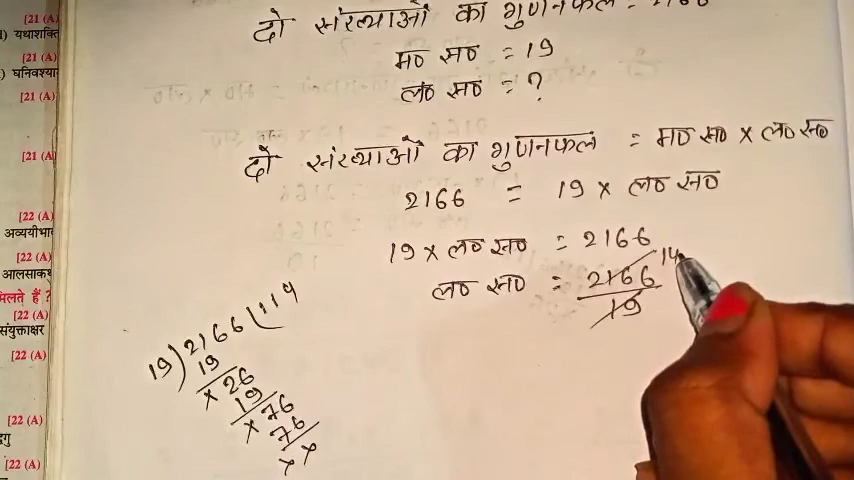 [21 (A)
यथाशक्ति
[21 (A)
घनिवश्या
[21 (A)
[21 (A)
[22 (A)
अव्ययीभाव
[22 (A)
आलसाक
मिलते हैं ?
[22 (A)
संयुक्ताक्षर
[22 (A)
[22 (A)
[22 (A)
दो संख्याओं का गुणनफल = 2166
म० स० = 19
ल० स० = ?
दो संख्याओं का गुणनफल = म० स० × ल० स०
2166 = 19 × ल० स०
19 × ल० स० = 2166
ल० स० = 2166 11
19
19) 2166 (114
19
× 26
19
× 76
76
× ×